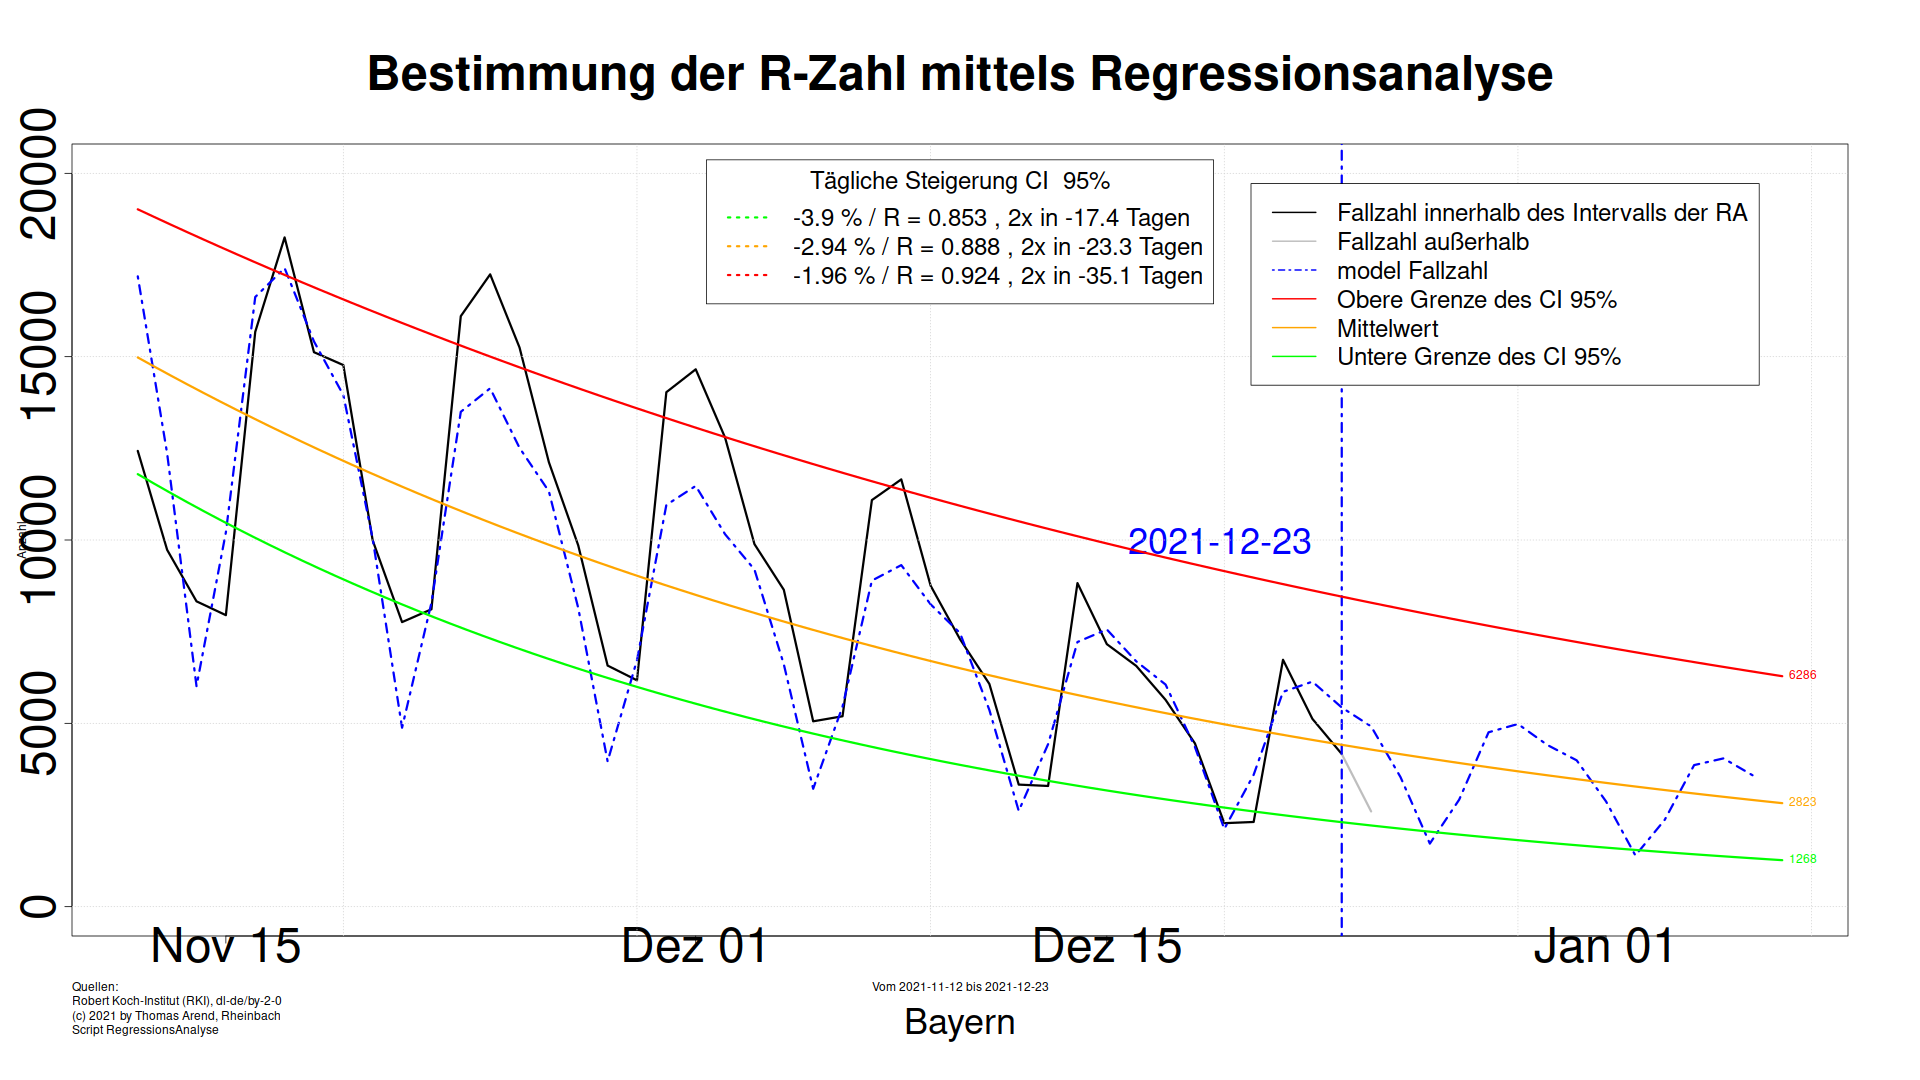 Bestimmung der R-Zahl mittels Regressionsanalyse
Anzahl
20000
15000
10000
5000
0
Tägliche Steigerung CI  95%
-3.9 % / R = 0.853 , 2x in -17.4 Tagen
-2.94 % / R = 0.888 , 2x in -23.3 Tagen
-1.96 % / R = 0.924 , 2x in -35.1 Tagen
Fallzahl innerhalb des Intervalls der RA
Fallzahl außerhalb
model Fallzahl
Obere Grenze des CI 95%
Mittelwert
Untere Grenze des CI 95%
2021-12-23
6286
2823
1268
Nov 15
Dez 01
Dez 15
Jan 01
Quellen:
Robert Koch-Institut (RKI), dl-de/by-2-0
(c) 2021 by Thomas Arend, Rheinbach
Script RegressionsAnalyse
Vom 2021-11-12 bis 2021-12-23
Bayern